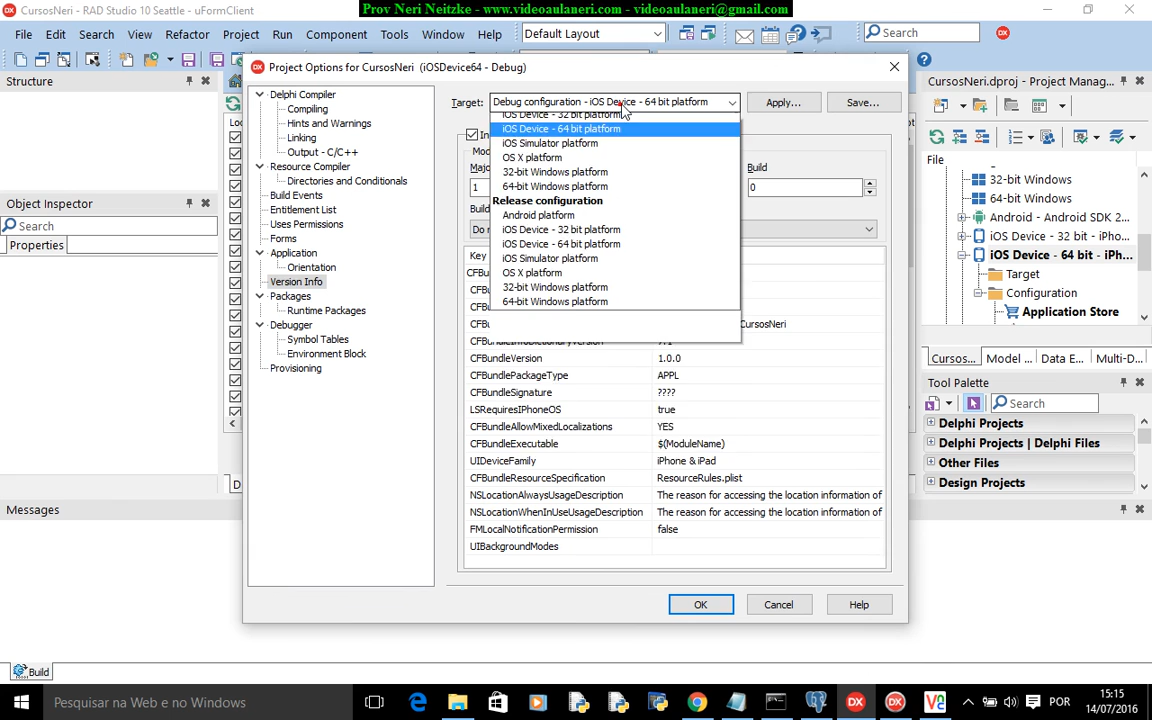 CursosNeri - RAD Studio 10 Seattle - uFormClient
Prov Neri Neitzke - www.videoaulaneri.com - videoaulaneri@gmail.com
File Edit Search View Refactor Project Run Component Tools Window Help
Default Layout
Search
Structure
Object Inspector
Search
Properties
Messages
Build
Project Options for CursosNeri (iOSDevice64 - Debug)
Delphi Compiler
Compiling
Hints and Warnings
Linking
Output - C/C++
Resource Compiler
Directories and Conditionals
Build Events
Entitlement List
Uses Permissions
Forms
Application
Orientation
Version Info
Packages
Runtime Packages
Debugger
Symbol Tables
Environment Block
Provisioning
Target: Debug configuration - iOS Device - 64 bit platform
Apply...
Save...
iOS Device - 32 bit platform
iOS Device - 64 bit platform
iOS Simulator platform
OS X platform
32-bit Windows platform
64-bit Windows platform
Release configuration
Android platform
iOS Device - 32 bit platform
iOS Device - 64 bit platform
iOS Simulator platform
OS X platform
32-bit Windows platform
64-bit Windows platform
Build
1
0
Key
CursosNeri
CFBundleVersion 1.0.0
CFBundlePackageType APPL
CFBundleSignature ????
LSRequiresIPhoneOS true
CFBundleAllowMixedLocalizations YES
CFBundleExecutable $(ModuleName)
UIDeviceFamily iPhone & iPad
CFBundleResourceSpecification ResourceRules.plist
NSLocationAlwaysUsageDescription The reason for accessing the location information of
NSLocationWhenInUseUsageDescription The reason for accessing the location information of
FMLocalNotificationPermission false
UIBackgroundModes
OK
Cancel
Help
CursosNeri.dproj - Project Manag...
File
32-bit Windows
64-bit Windows
Android - Android SDK 2...
iOS Device - 32 bit - iPho...
iOS Device - 64 bit - iPh...
Target
Configuration
Application Store
Cursos... Model ... Data E... Multi-D...
Tool Palette
Search
Delphi Projects
Delphi Projects | Delphi Files
Other Files
Design Projects
Pesquisar na Web e no Windows
POR
15:15
14/07/2016